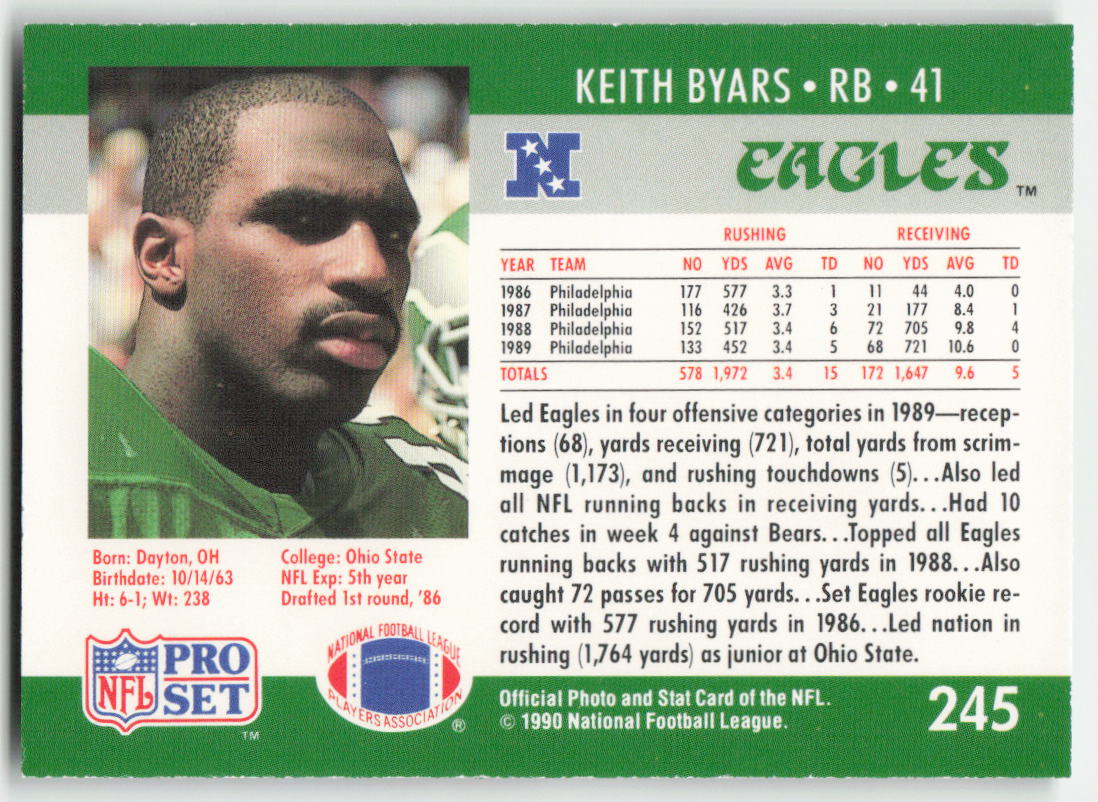 KEITH BYARS • RB • 41
N
EAGLES™
RUSHING RECEIVING
YEAR TEAM NO YDS AVG TD NO YDS AVG TD
1986 Philadelphia 177 577 3.3 1 11 44 4.0 0
1987 Philadelphia 116 426 3.7 3 21 177 8.4 1
1988 Philadelphia 152 517 3.4 6 72 705 9.8 4
1989 Philadelphia 133 452 3.4 5 68 721 10.6 0
TOTALS 578 1,972 3.4 15 172 1,647 9.6 5
Led Eagles in four offensive categories in 1989—recep-
tions (68), yards receiving (721), total yards from scrim-
mage (1,173), and rushing touchdowns (5)...Also led
all NFL running backs in receiving yards...Had 10
catches in week 4 against Bears...Topped all Eagles
running backs with 517 rushing yards in 1988...Also
caught 72 passes for 705 yards...Set Eagles rookie re-
cord with 577 rushing yards in 1986...Led nation in
rushing (1,764 yards) as junior at Ohio State.
Born: Dayton, OH
Birthdate: 10/14/63
Ht: 6-1; Wt: 238
College: Ohio State
NFL Exp: 5th year
Drafted 1st round, '86
NFL
PRO
SET
TM
NATIONAL FOOTBALL LEAGUE
PLAYERS ASSOCIATION
®
Official Photo and Stat Card of the NFL.
© 1990 National Football League.
245